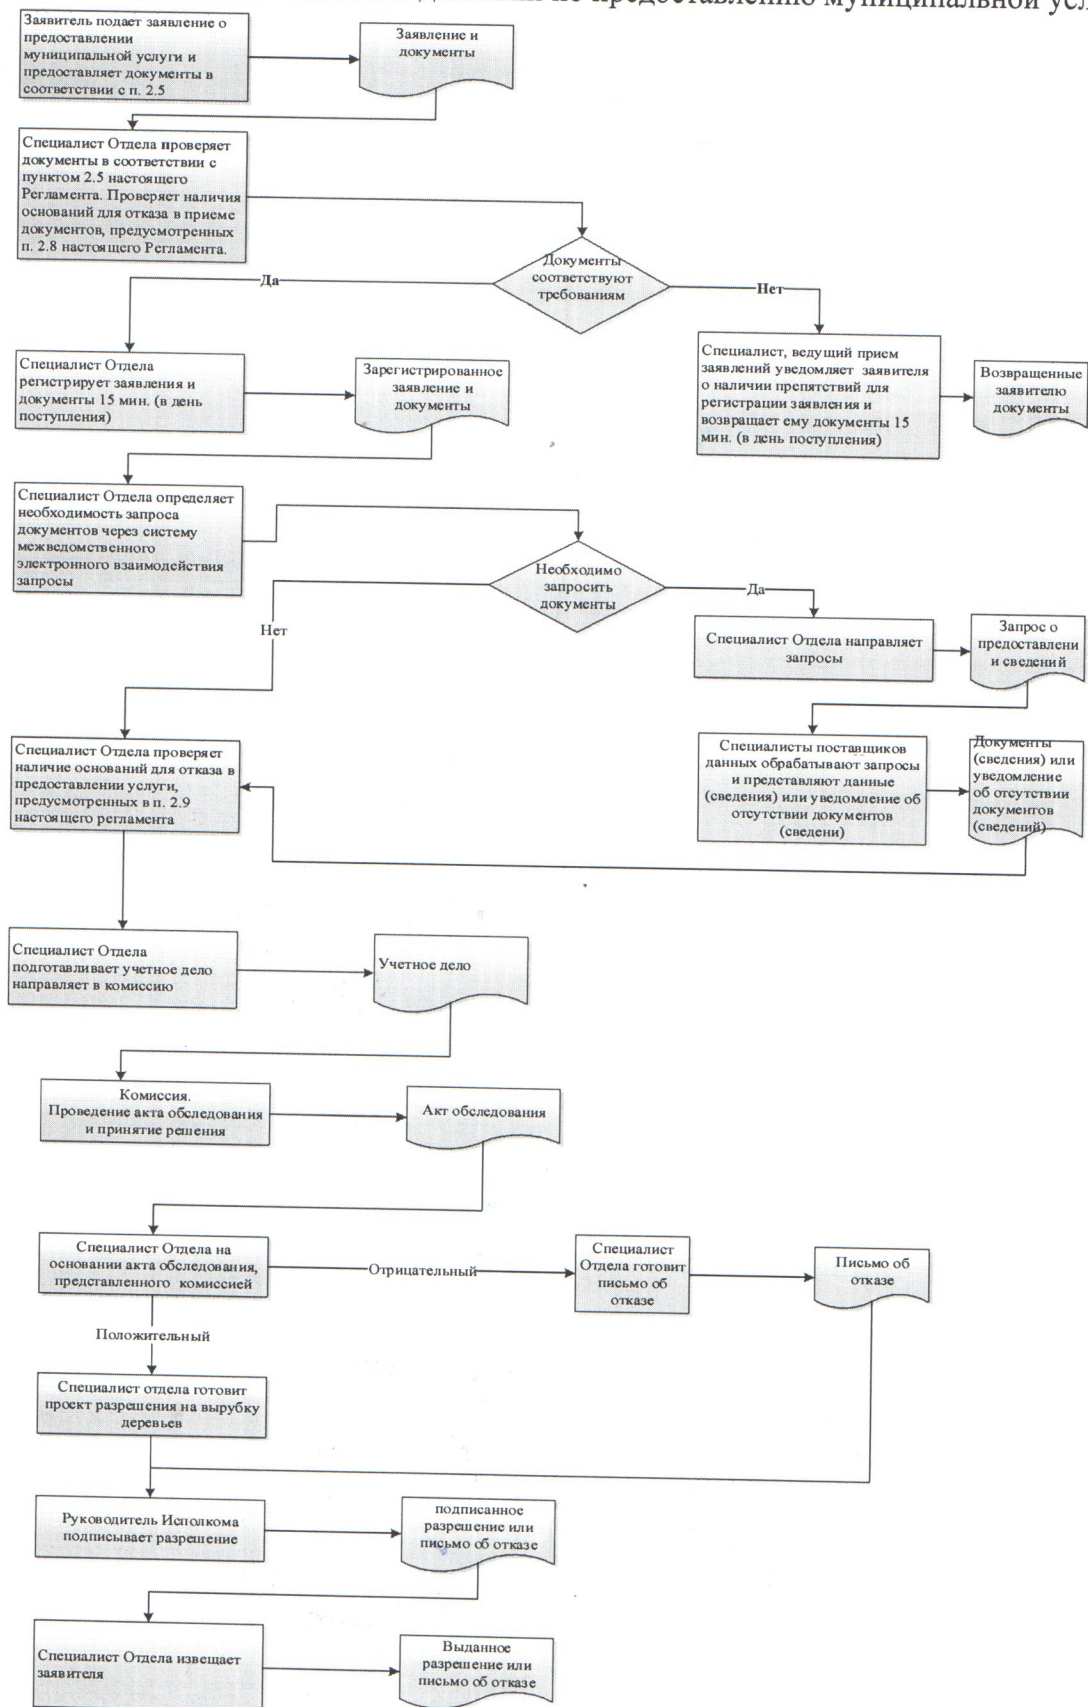 по предоставлению муниципальной
Заявитель подает заявление о
предоставлении
муниципальной услуги и
предоставляет документы в
соответствии с п. 2.5
Заявление и
документы
Специалист Отдела проверяет
документы в соответствии с
пунктом 2.5 настоящего
Регламента. Проверяет наличия
оснований для отказа в приеме
документов, предусмотренных
п. 2.8 настоящего Регламента.
Документы
соответствуют
требованиям
Да
Нет
Специалист Отдела
регистрирует заявления и
документы 15 мин. (в день
поступления)
Зарегистрированное
заявление и
документы
Специалист, ведущий прием
заявлений уведомляет заявителя
о наличии препятствий для
регистрации заявления и
возвращает ему документы 15
мин. (в день поступления)
Возвращенные
заявителю
документы
Специалист Отдела определяет
необходимость запроса
документов через систему
межведомственного
электронного взаимодействия
запросы
Необходимо
запросить
документы
Нет
Да
Специалист Отдела направляет
запросы
Запрос о
предоставлени
и сведений
Специалист Отдела проверяет
наличие оснований для отказа в
предоставлении услуги,
предусмотренных в п. 2.9
настоящего регламента
Специалисты поставщиков
данных обрабатывают запросы
и представляют данные
(сведения) или уведомление об
отсутствии документов
(сведени)
Документы
(сведения) или
уведомление
об отсутствии
документов
(сведений)
Специалист Отдела
подготавливает учетное дело
направляет в комиссию
Учетное дело
Комиссия.
Проведение акта обследования
и принятие решения
Акт обследования
Специалист Отдела на
основании акта обследования,
представленного комиссией
Отрицательный
Специалист
Отдела готовит
письмо об
отказе
Письмо об
отказе
Положительный
Специалист отдела готовит
проект разрешения на вырубку
деревьев
Руководитель Исполкома
подписывает разрешение
подписанное
разрешение или
письмо об отказе
Специалист Отдела извещает
заявителя
Выданное
разрешение или
письмо об отказе